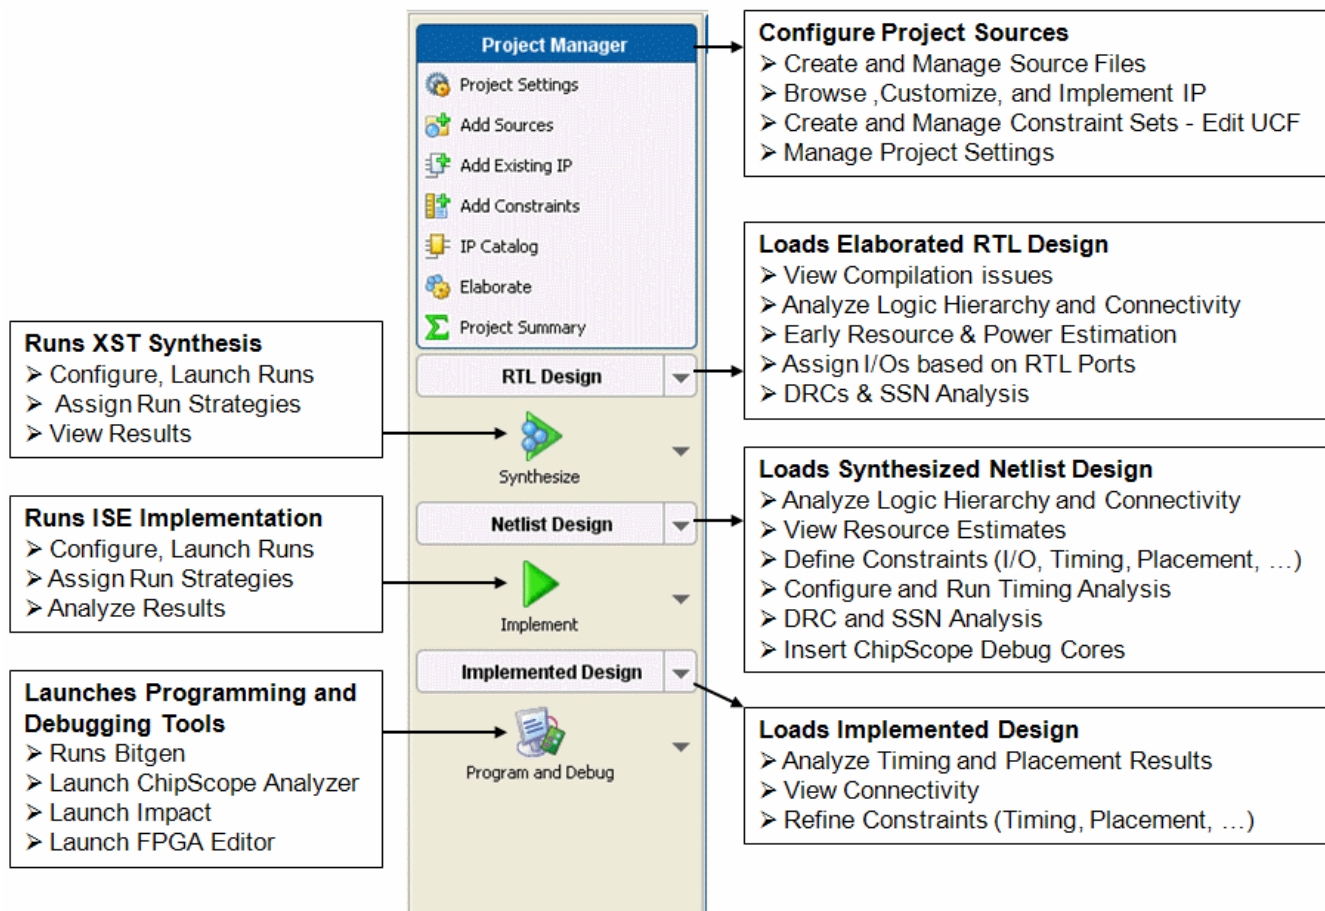 Project Manager
Project Settings
Add Sources
Add Existing IP
Add Constraints
IP Catalog
Elaborate
Project Summary
RTL Design
Synthesize
Netlist Design
Implement
Implemented Design
Program and Debug
Runs XST Synthesis
➢ Configure, Launch Runs
➢ Assign Run Strategies
➢ View Results
Runs ISE Implementation
➢ Configure, Launch Runs
➢ Assign Run Strategies
➢ Analyze Results
Launches Programming and
Debugging Tools
➢ Runs Bitgen
➢ Launch ChipScope Analyzer
➢ Launch Impact
➢ Launch FPGA Editor
Configure Project Sources
➢ Create and Manage Source Files
➢ Browse ,Customize, and Implement IP
➢ Create and Manage Constraint Sets - Edit UCF
➢ Manage Project Settings
Loads Elaborated RTL Design
➢ View Compilation issues
➢ Analyze Logic Hierarchy and Connectivity
➢ Early Resource & Power Estimation
➢ Assign I/Os based on RTL Ports
➢ DRCs & SSN Analysis
Loads Synthesized Netlist Design
➢ Analyze Logic Hierarchy and Connectivity
➢ View Resource Estimates
➢ Define Constraints (I/O, Timing, Placement, …)
➢ Configure and Run Timing Analysis
➢ DRC and SSN Analysis
➢ Insert ChipScope Debug Cores
Loads Implemented Design
➢ Analyze Timing and Placement Results
➢ View Connectivity
➢ Refine Constraints (Timing, Placement, …)